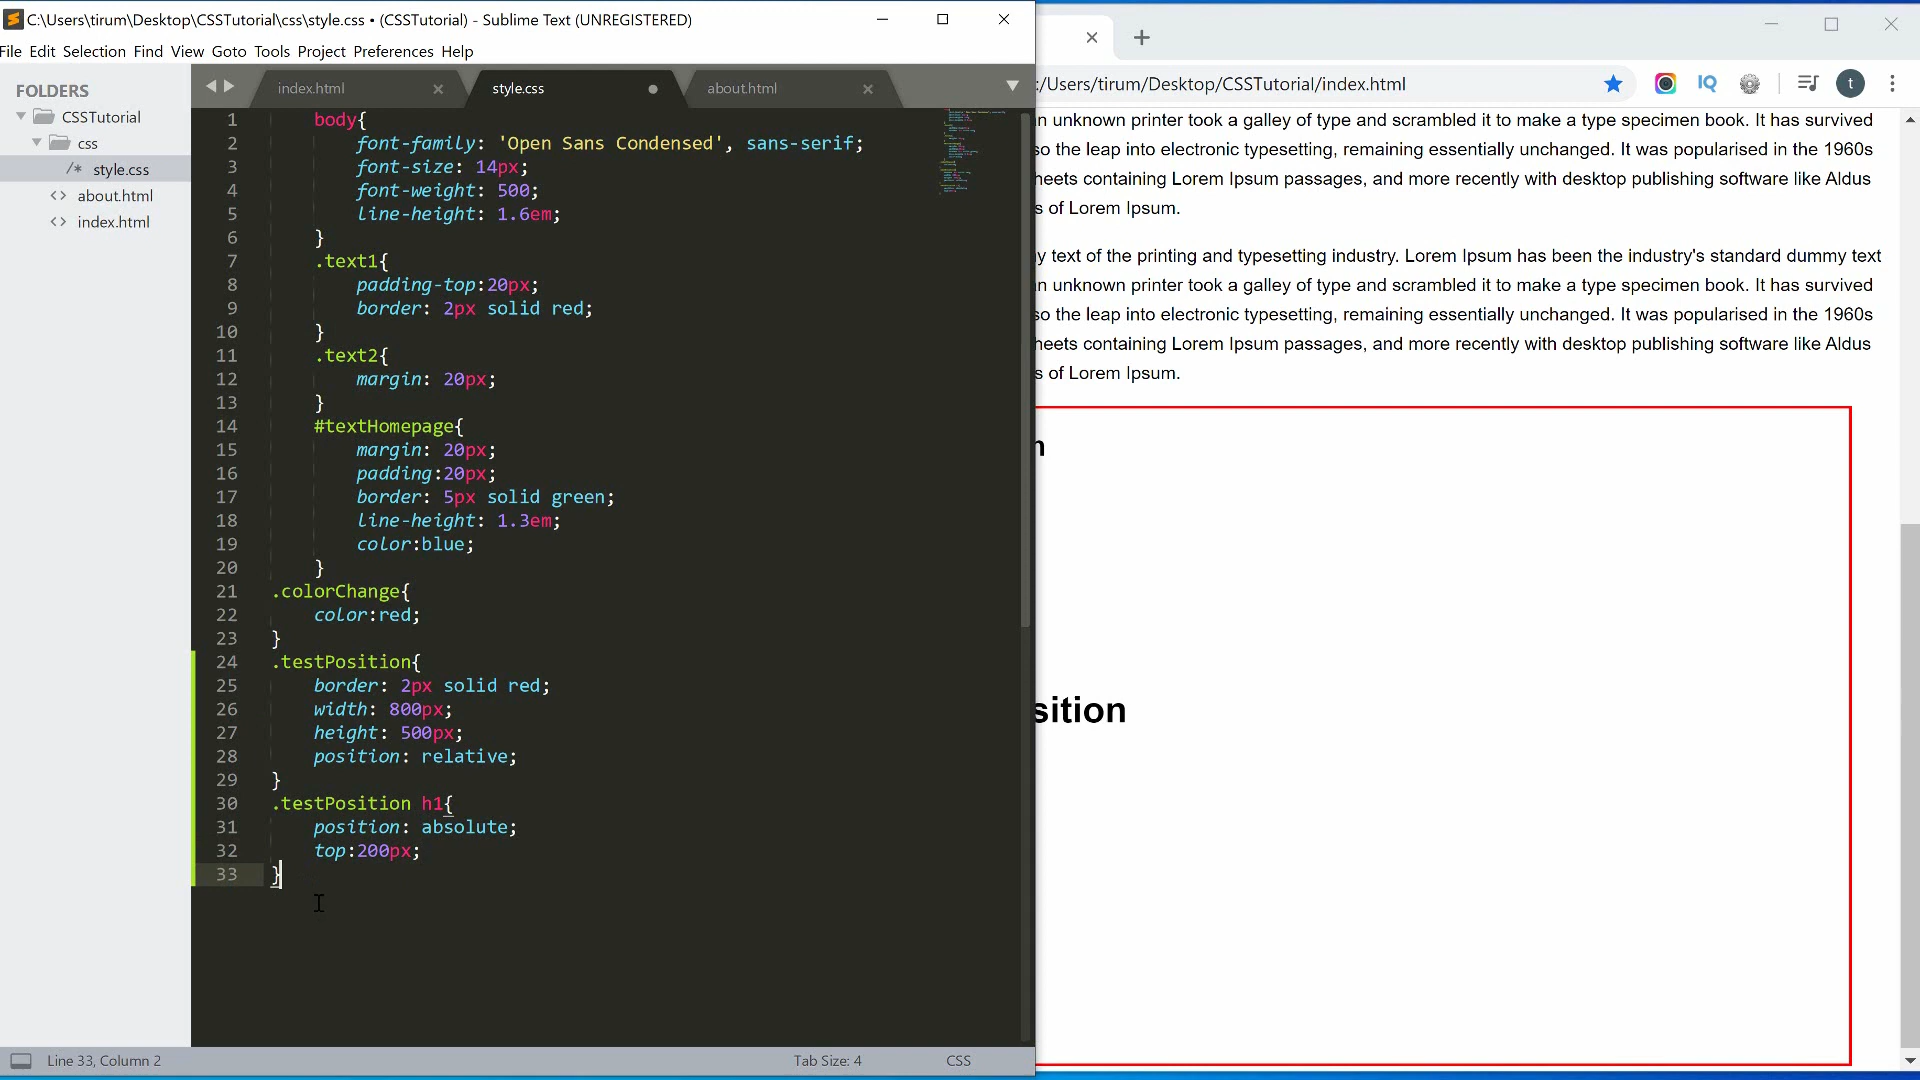 C:\Users\tirum\Desktop\CSSTutorial\css\style.css • (CSSTutorial) - Sublime Text (UNREGISTERED)
File Edit Selection Find View Goto Tools Project Preferences Help
FOLDERS
CSSTutorial
css
/* style.css
<> about.html
<> index.html
index.html
style.css
about.html
1 body{
2 font-family: 'Open Sans Condensed', sans-serif;
3 font-size: 14px;
4 font-weight: 500;
5 line-height: 1.6em;
6 }
7 .text1{
8 padding-top:20px;
9 border: 2px solid red;
10 }
11 .text2{
12 margin: 20px;
13 }
14 #textHomepage{
15 margin: 20px;
16 padding:20px;
17 border: 5px solid green;
18 line-height: 1.3em;
19 color:blue;
20 }
21 .colorChange{
22 color:red;
23 }
24 .testPosition{
25 border: 2px solid red;
26 width: 800px;
27 height: 500px;
28 position: relative;
29 }
30 .testPosition h1{
31 position: absolute;
32 top:200px;
33 }
Line 33, Column 2
Tab Size: 4
CSS
:/Users/tirum/Desktop/CSSTutorial/index.html
IQ
t
n unknown printer took a galley of type and scrambled it to make a type specimen book. It has survived
so the leap into electronic typesetting, remaining essentially unchanged. It was popularised in the 1960s
heets containing Lorem Ipsum passages, and more recently with desktop publishing software like Aldus
s of Lorem Ipsum.
y text of the printing and typesetting industry. Lorem Ipsum has been the industry's standard dummy text
n unknown printer took a galley of type and scrambled it to make a type specimen book. It has survived
so the leap into electronic typesetting, remaining essentially unchanged. It was popularised in the 1960s
heets containing Lorem Ipsum passages, and more recently with desktop publishing software like Aldus
s of Lorem Ipsum.
n
sition